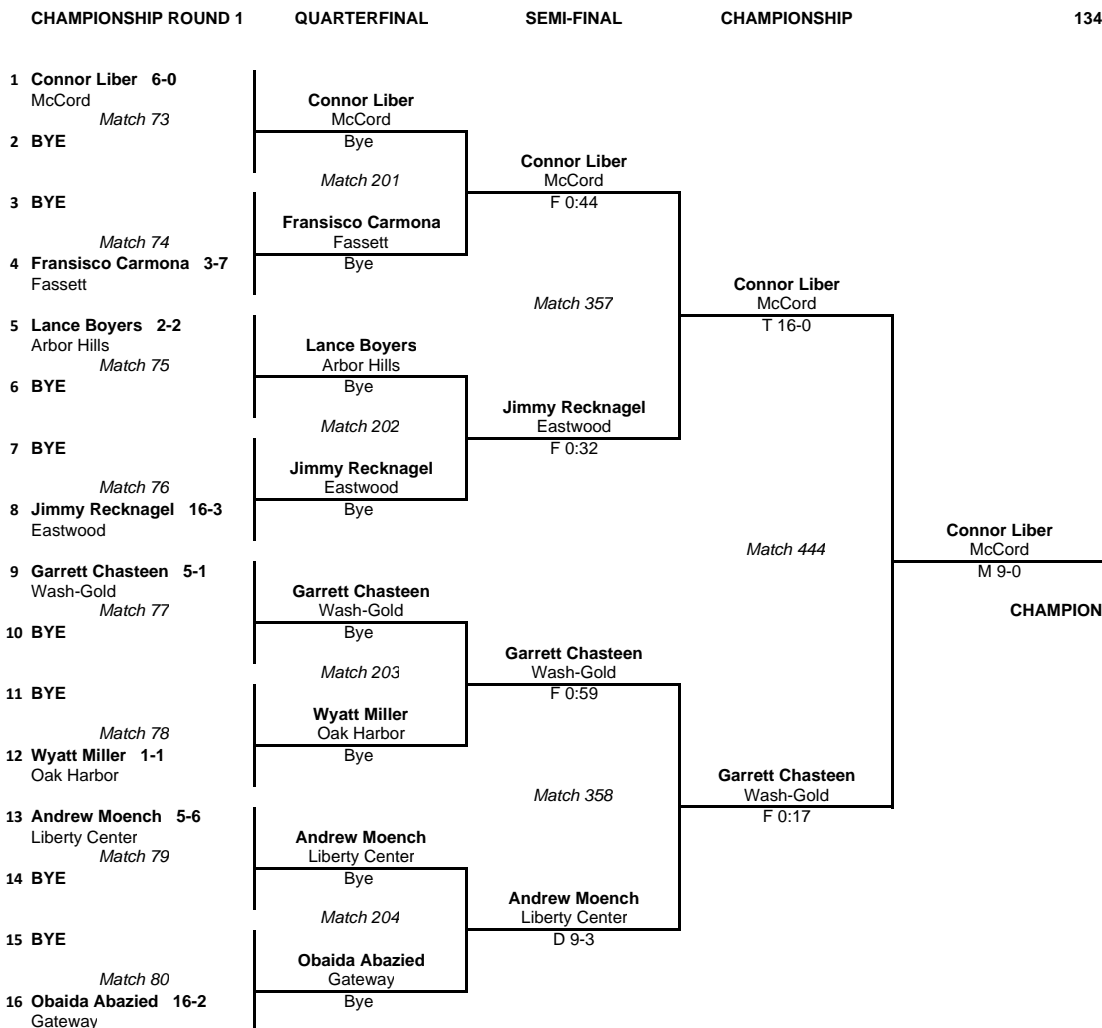 CHAMPIONSHIP ROUND 1 QUARTERFINAL SEMI-FINAL CHAMPIONSHIP 134
1 Connor Liber 6-0
McCord
Match 73
2 BYE
3 BYE
Match 74
4 Fransisco Carmona 3-7
Fassett
5 Lance Boyers 2-2
Arbor Hills
Match 75
6 BYE
7 BYE
Match 76
8 Jimmy Recknagel 16-3
Eastwood
9 Garrett Chasteen 5-1
Wash-Gold
Match 77
10 BYE
11 BYE
Match 78
12 Wyatt Miller 1-1
Oak Harbor
13 Andrew Moench 5-6
Liberty Center
Match 79
14 BYE
15 BYE
Match 80
16 Obaida Abazied 16-2
Gateway
Connor Liber
McCord
Bye
Match 201
Fransisco Carmona
Fassett
Bye
Lance Boyers
Arbor Hills
Bye
Match 202
Jimmy Recknagel
Eastwood
Bye
Garrett Chasteen
Wash-Gold
Bye
Match 203
Wyatt Miller
Oak Harbor
Bye
Andrew Moench
Liberty Center
Bye
Match 204
Obaida Abazied
Gateway
Bye
Connor Liber
McCord
F 0:44
Match 357
Jimmy Recknagel
Eastwood
F 0:32
Garrett Chasteen
Wash-Gold
F 0:59
Match 358
Andrew Moench
Liberty Center
D 9-3
Connor Liber
McCord
T 16-0
Match 444
Garrett Chasteen
Wash-Gold
F 0:17
Connor Liber
McCord
M 9-0
CHAMPION